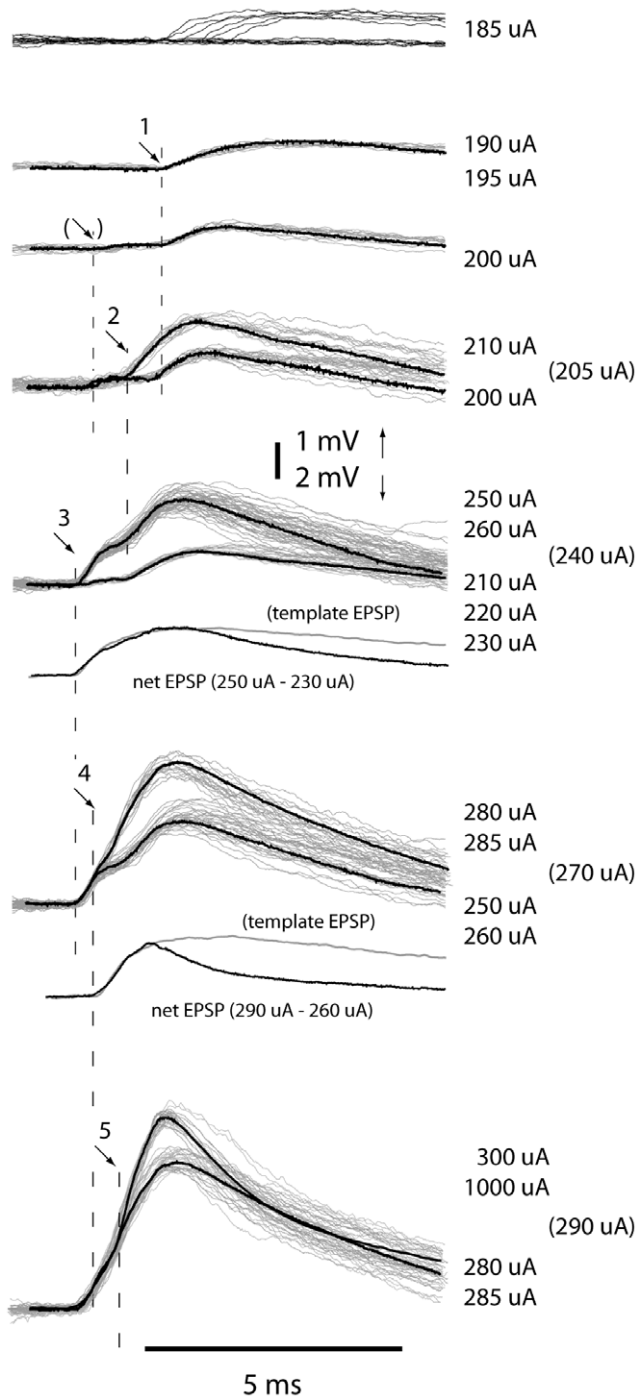 185 uA
1
190 uA
195 uA
( )
200 uA
2
210 uA
(205 uA)
200 uA
1 mV
2 mV
3
250 uA
260 uA
(240 uA)
210 uA
220 uA
230 uA
(template EPSP)
net EPSP (250 uA - 230 uA)
4
280 uA
285 uA
(270 uA)
250 uA
260 uA
(template EPSP)
net EPSP (290 uA - 260 uA)
5
300 uA
1000 uA
(290 uA)
280 uA
285 uA
5 ms